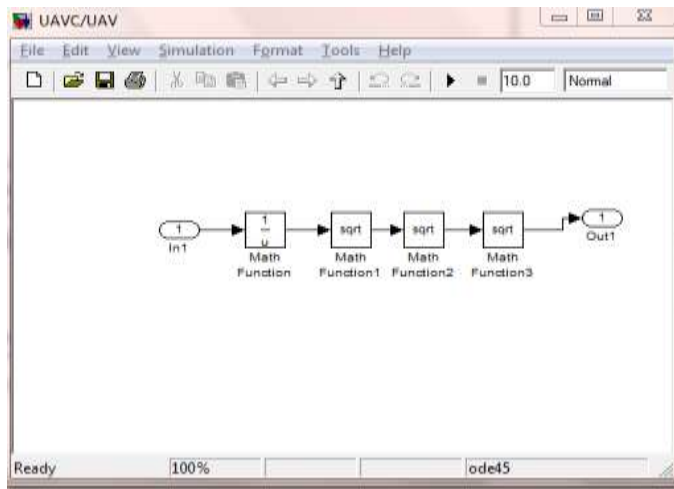 UAVC/UAV
File Edit View Simulation Format Tools Help
10.0 Normal
1
In1
1
u
Math
Function
sqrt
Math
Function1
sqrt
Math
Function2
sqrt
Math
Function3
1
Out1
Ready 100% ode45